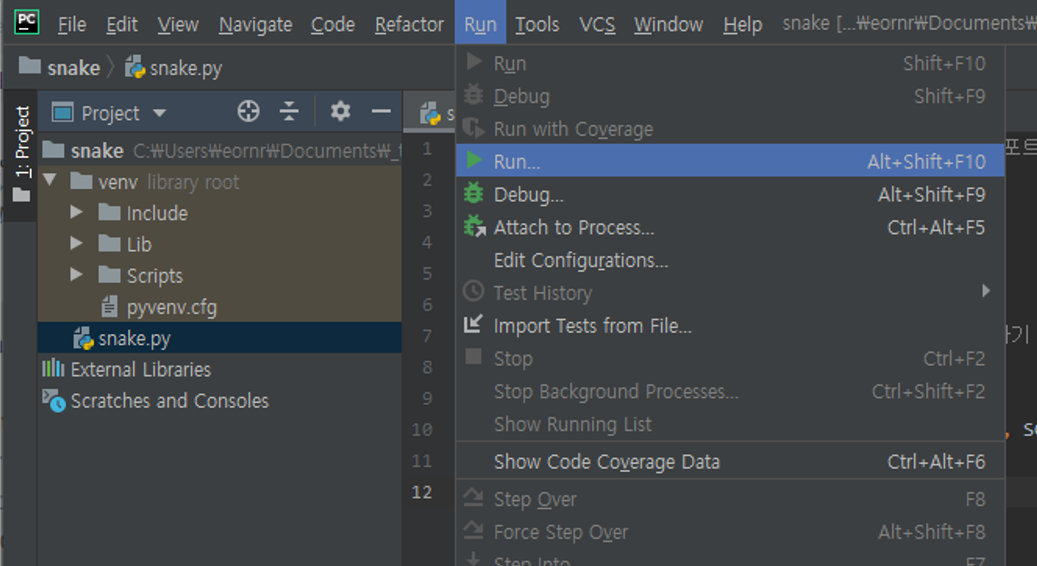 PC
File Edit View Navigate Code Refactor Run Tools VCS Window Help snake [...₩eornr₩Documents₩
snake snake.py
1: Project
Project
snake C:₩Users₩eornr₩Documents₩_
venv library root
Include
Lib
Scripts
pyvenv.cfg
snake.py
External Libraries
Scratches and Consoles
s
1
2
3
4
5
6
7
8
9
10
11
12
Run Shift+F10
Debug Shift+F9
Run with Coverage
Run... Alt+Shift+F10
Debug... Alt+Shift+F9
Attach to Process... Ctrl+Alt+F5
Edit Configurations...
Test History
Import Tests from File...
Stop Ctrl+F2
Stop Background Processes... Ctrl+Shift+F2
Show Running List
Show Code Coverage Data Ctrl+Alt+F6
Step Over F8
Force Step Over Alt+Shift+F8
Step Into F7
포트
기
, s